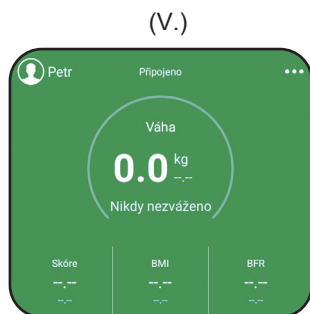 (V.)
Petr Připojeno •••
Váha
0.0 kg
--.--
Nikdy nezváženo
Skóre BMI BFR
--.-- --.-- --.--
--.-- --.-- --.--